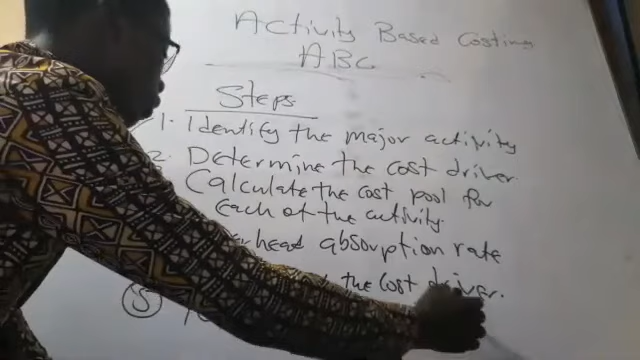 Activity Based Costing
ABC
Steps
1. Identify the major activity
2. Determine the cost driver.
Calculate the cost pool for
each of the activity.
absorption rate
the cost driver.
5